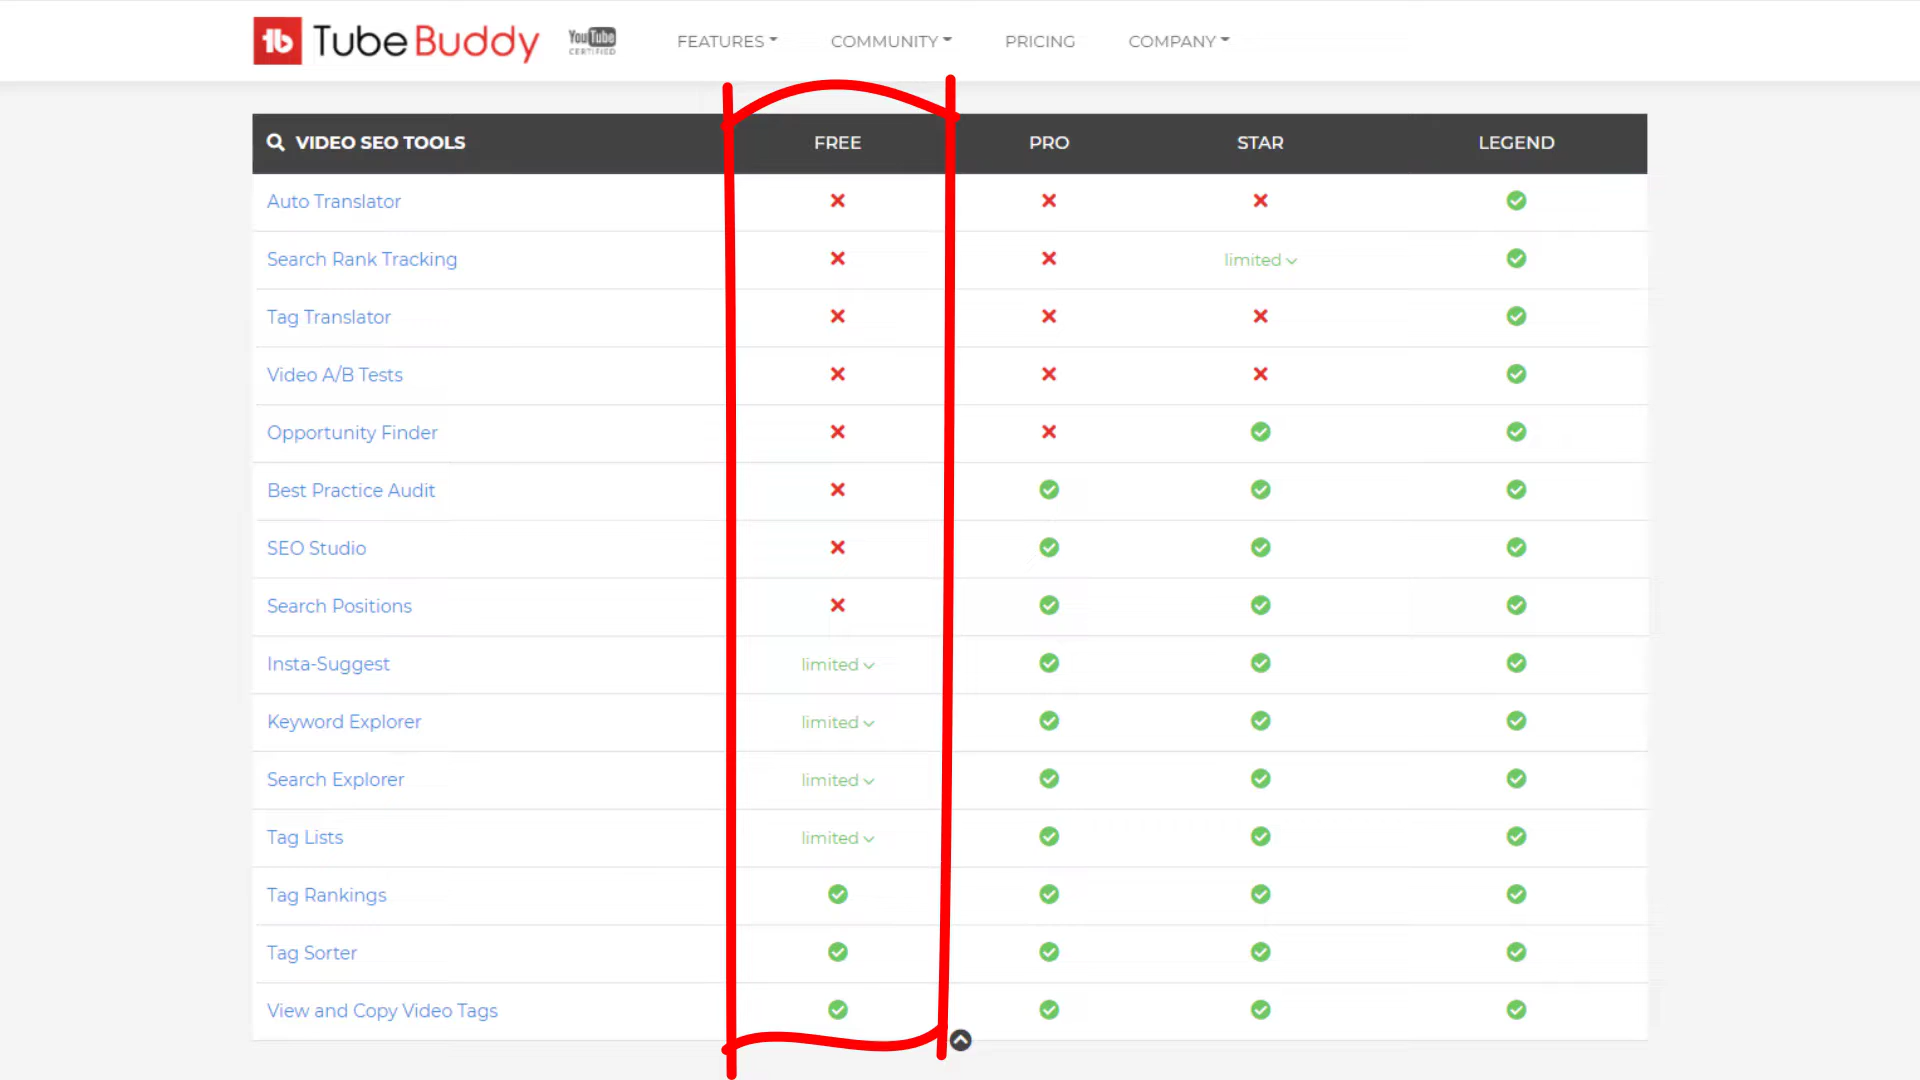 TubeBuddy YouTube CERTIFIED FEATURES COMMUNITY PRICING COMPANY
VIDEO SEO TOOLS FREE PRO STAR LEGEND
Auto Translator
Search Rank Tracking limited
Tag Translator
Video A/B Tests
Opportunity Finder
Best Practice Audit
SEO Studio
Search Positions
Insta-Suggest limited
Keyword Explorer limited
Search Explorer limited
Tag Lists limited
Tag Rankings
Tag Sorter
View and Copy Video Tags